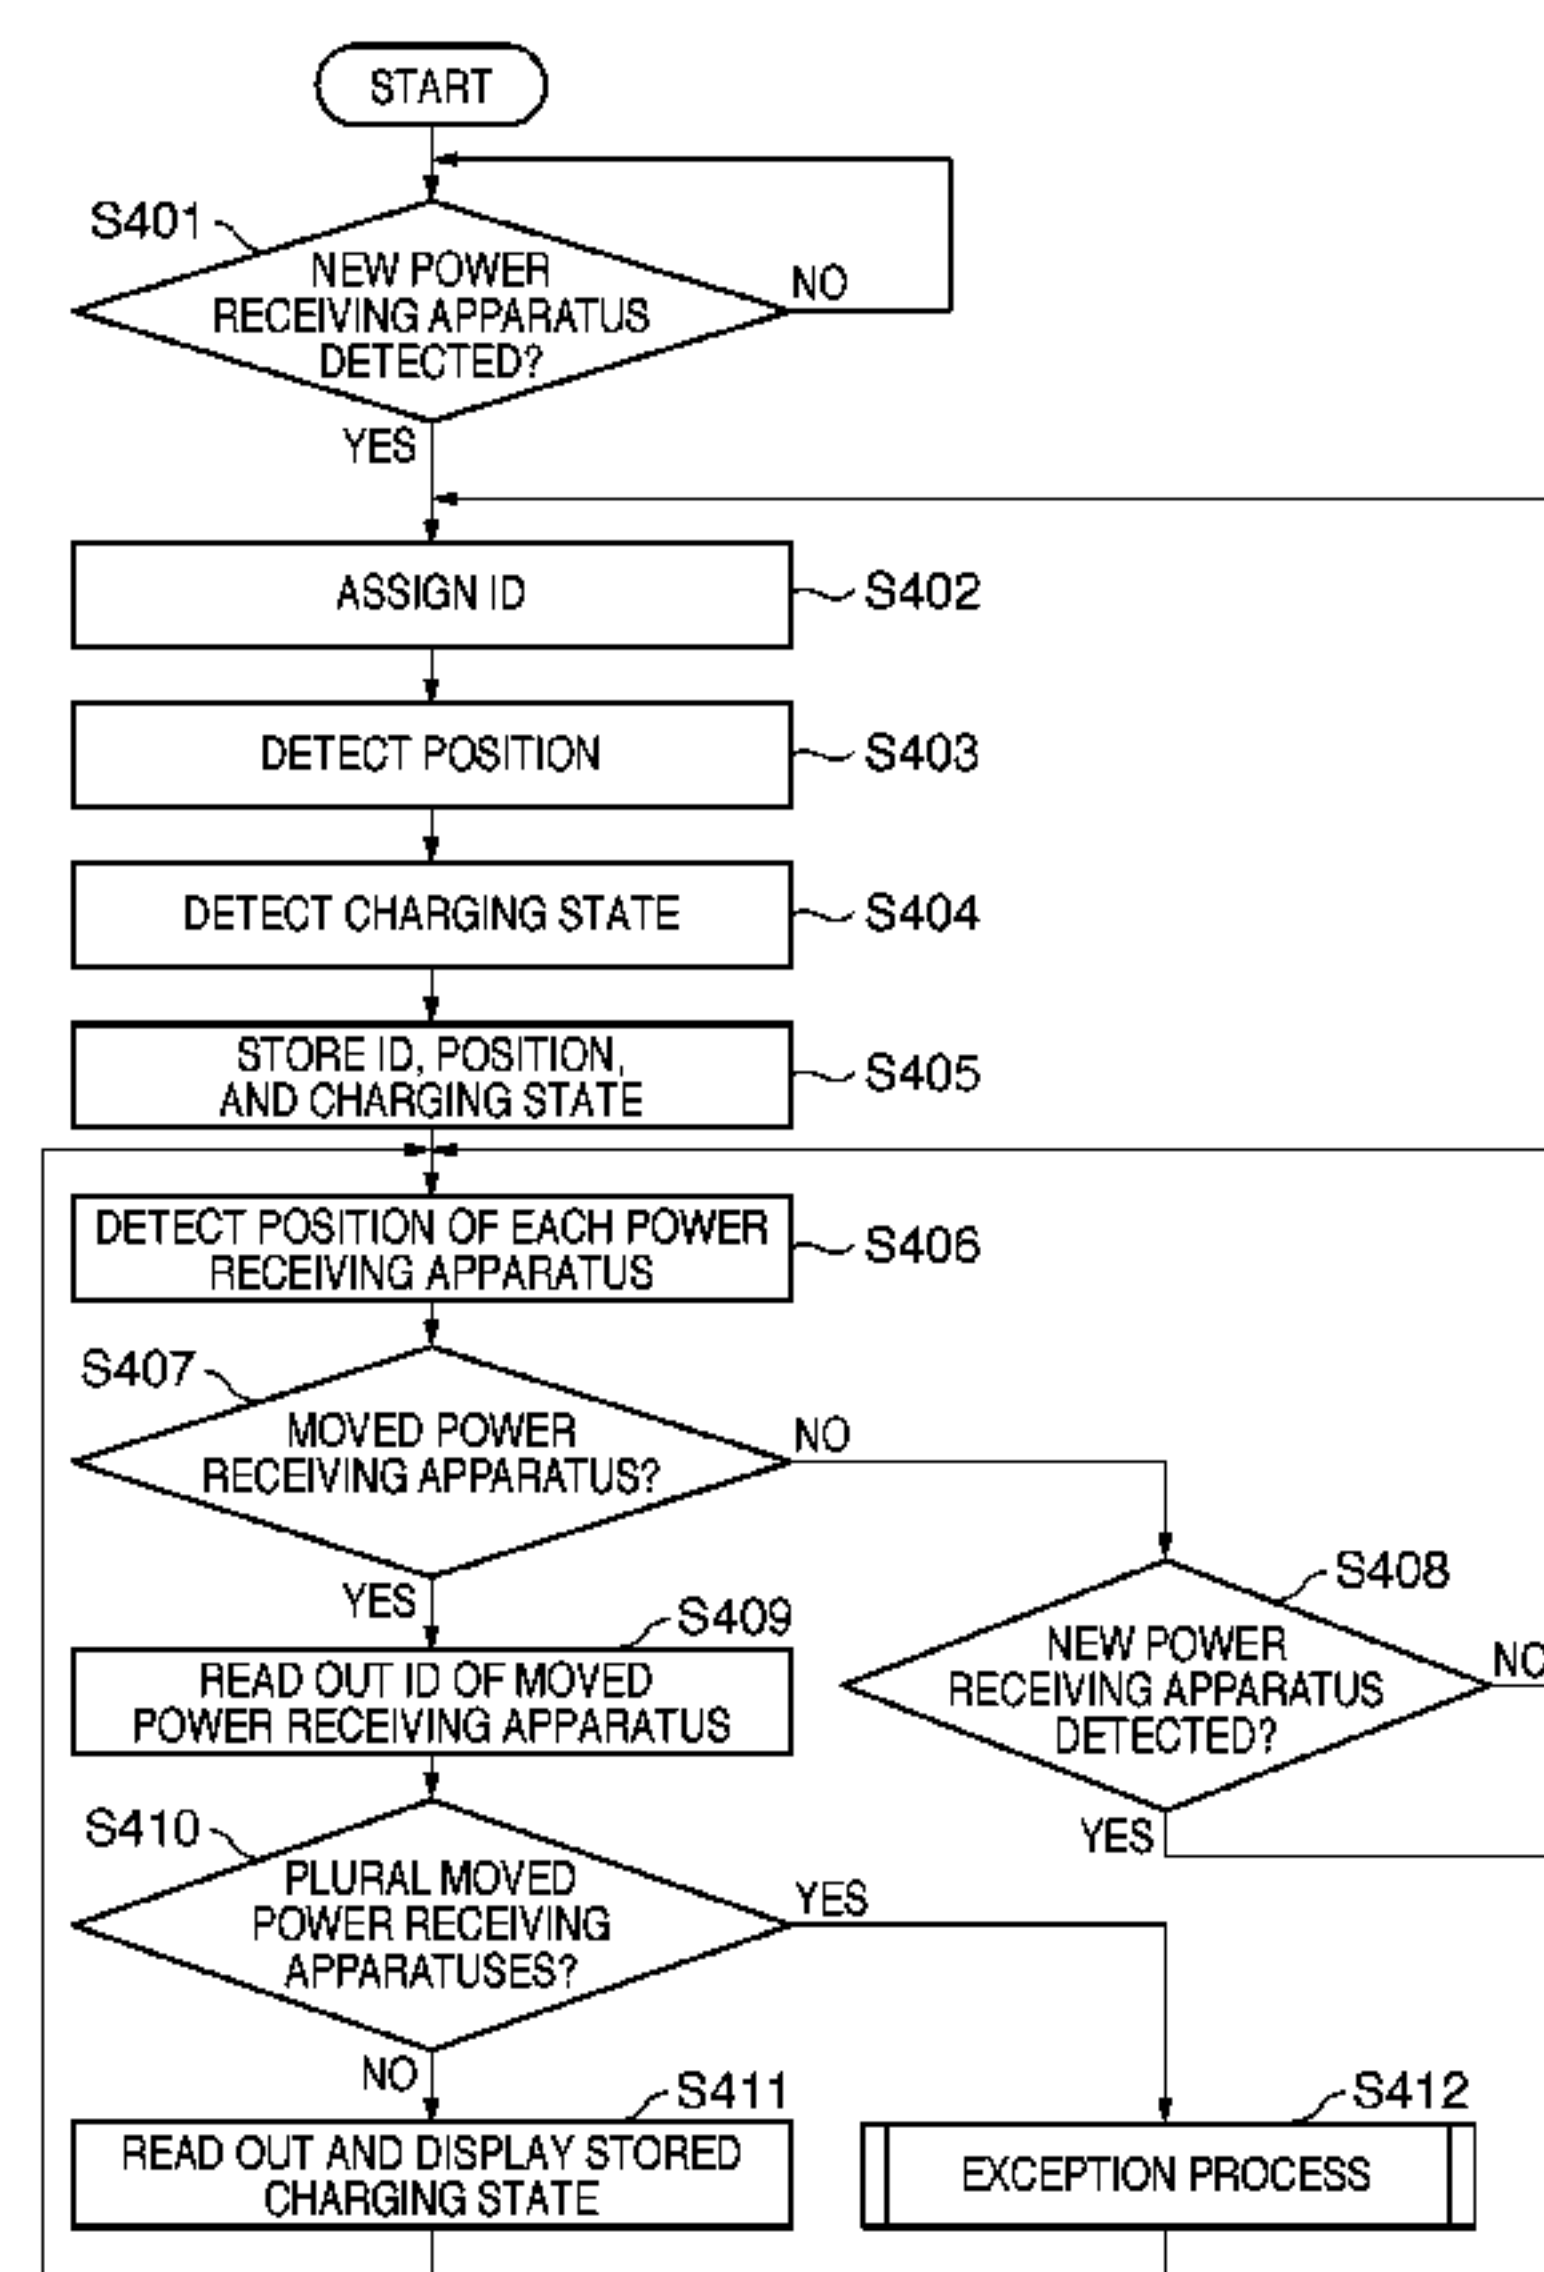 START
S401
NEW POWER
RECEIVING APPARATUS
DETECTED?
NO
YES
ASSIGN ID
S402
DETECT POSITION
S403
DETECT CHARGING STATE
S404
STORE ID, POSITION,
AND CHARGING STATE
S405
DETECT POSITION OF EACH POWER
RECEIVING APPARATUS
S406
S407
MOVED POWER
RECEIVING APPARATUS?
NO
YES
S408
NEW POWER
RECEIVING APPARATUS
DETECTED?
NO
YES
S409
READ OUT ID OF MOVED
POWER RECEIVING APPARATUS
S410
PLURAL MOVED
POWER RECEIVING
APPARATUSES?
YES
NO
S411
READ OUT AND DISPLAY STORED
CHARGING STATE
S412
EXCEPTION PROCESS